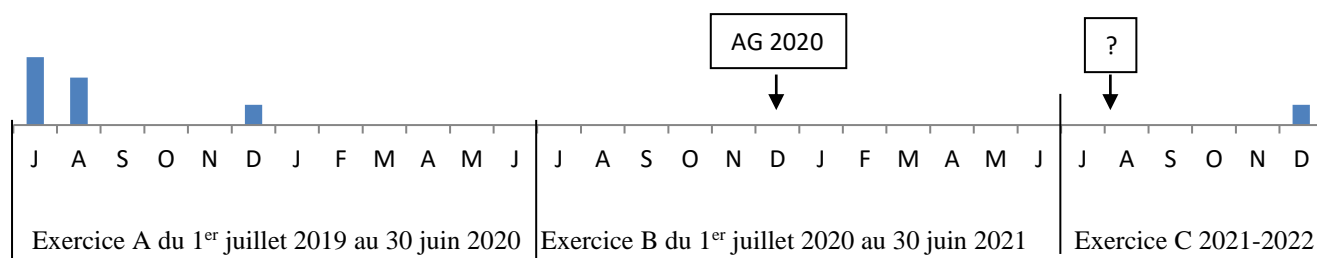 AG 2020 ?
J A S O N D J F M A M J J A S O N D J F M A M J J A S O N D
Exercice A du 1er juillet 2019 au 30 juin 2020 Exercice B du 1er juillet 2020 au 30 juin 2021 Exercice C 2021-2022